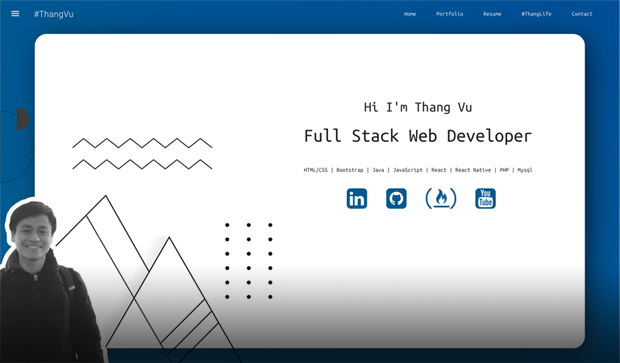 #ThangVu
Home Portfolio Resume #ThangLife Contact
Hi I'm Thang Vu
Full Stack Web Developer
HTML/CSS | Bootstrap | Java | JavaScript | React | React Native | PHP | Mysql
in
You
Tube